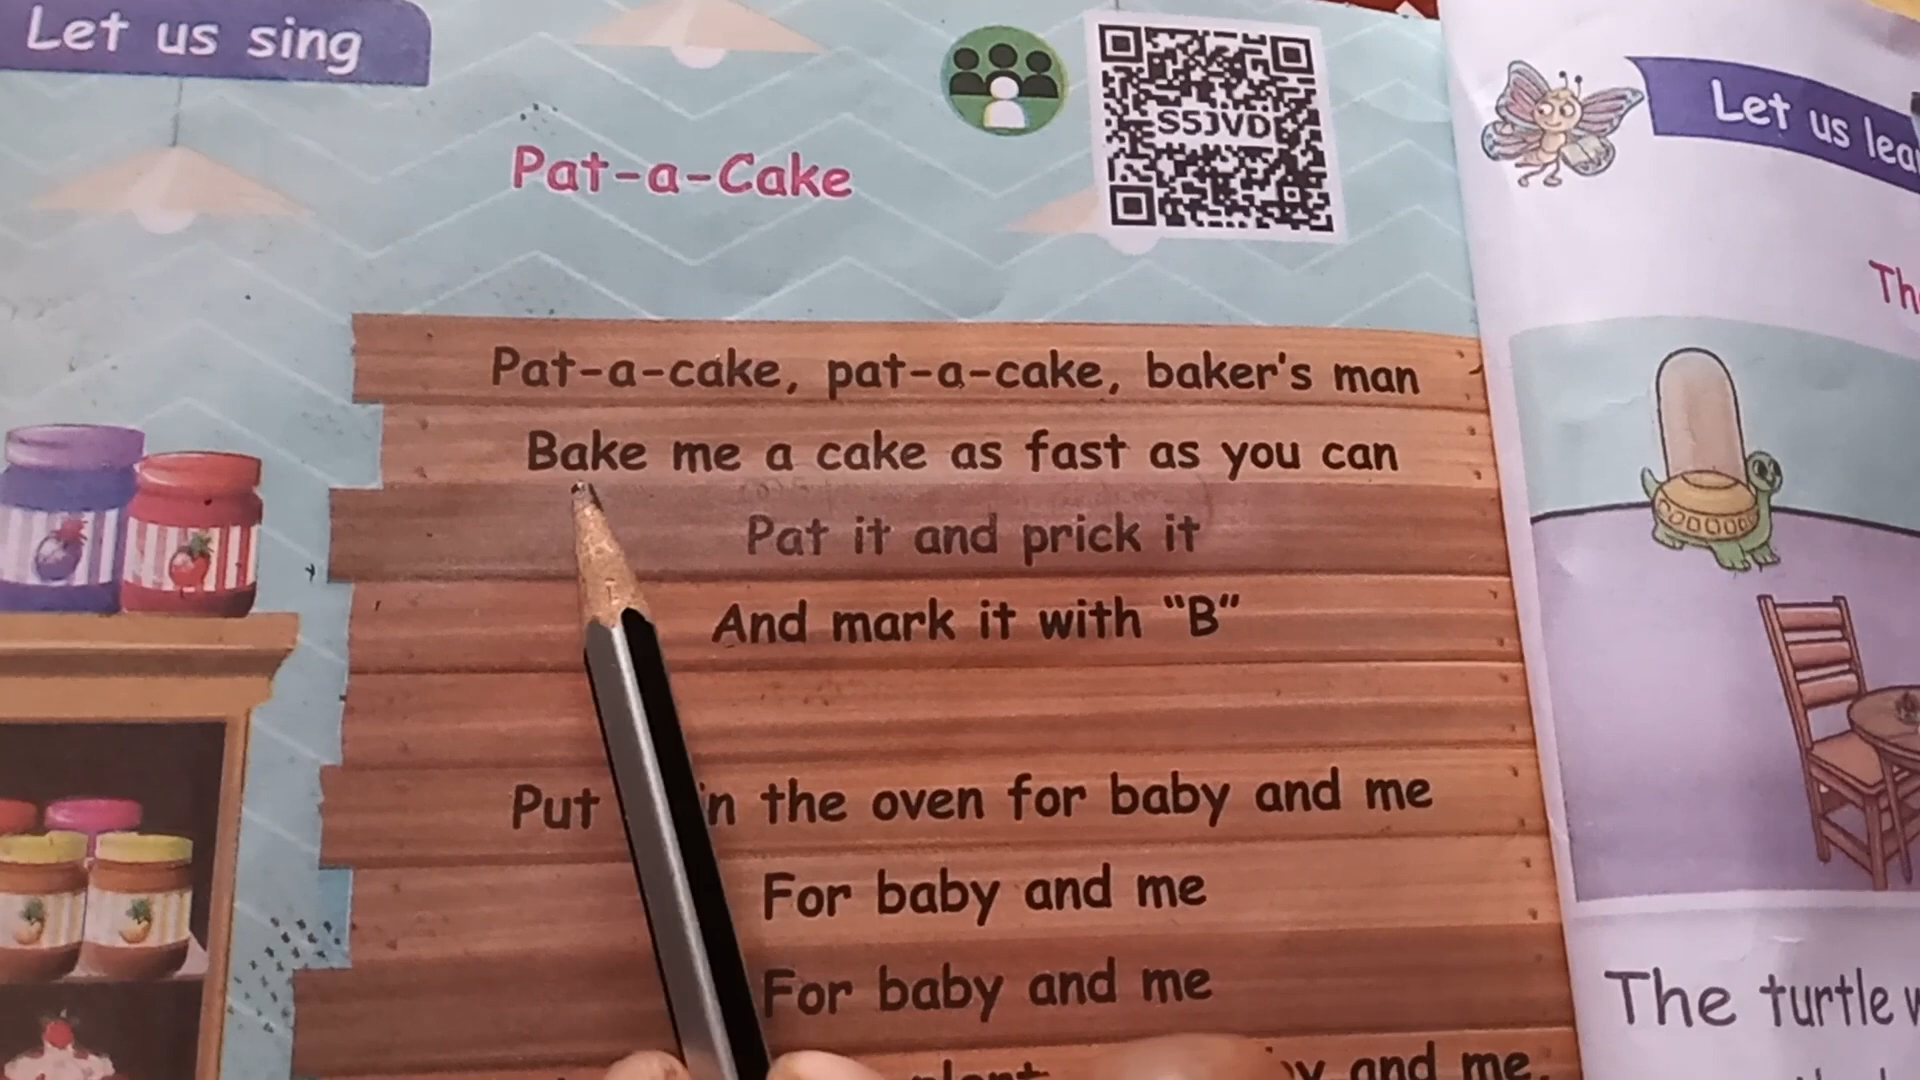 Let us sing
S5JVD
Pat-a-Cake
Pat-a-cake, pat-a-cake, baker's man
Bake me a cake as fast as you can
Pat it and prick it
And mark it with "B"
Put in the oven for baby and me
For baby and me
For baby and me
and me.
Let us
The turtle